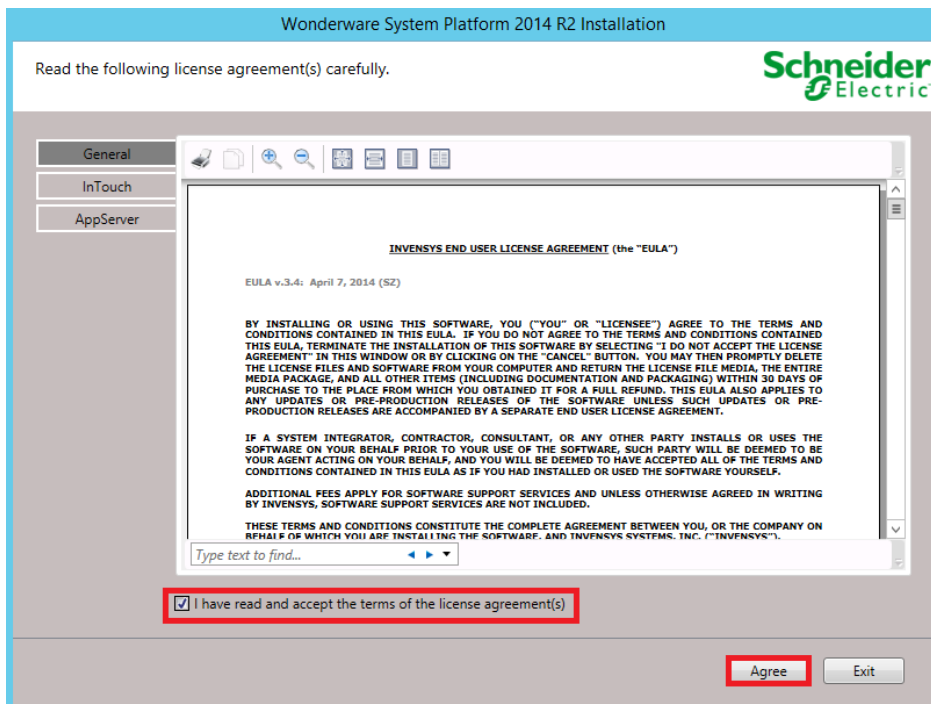 Wonderware System Platform 2014 R2 Installation
Read the following license agreement(s) carefully.
Schneider
Electric
General
InTouch
AppServer
INVENSYS END USER LICENSE AGREEMENT (the "EULA")
EULA v.3.4: April 7, 2014 (SZ)
BY INSTALLING OR USING THIS SOFTWARE, YOU ("YOU" OR "LICENSEE") AGREE TO THE TERMS AND
CONDITIONS CONTAINED IN THIS EULA. IF YOU DO NOT AGREE TO THE TERMS AND CONDITIONS CONTAINED
THIS EULA, TERMINATE THE INSTALLATION OF THIS SOFTWARE BY SELECTING "I DO NOT ACCEPT THE LICENSE
AGREEMENT" IN THIS WINDOW OR BY CLICKING ON THE "CANCEL" BUTTON. YOU MAY THEN PROMPTLY DELETE
THE LICENSE FILES AND SOFTWARE FROM YOUR COMPUTER AND RETURN THE LICENSE FILE MEDIA, THE ENTIRE
MEDIA PACKAGE, AND ALL OTHER ITEMS (INCLUDING DOCUMENTATION AND PACKAGING) WITHIN 30 DAYS OF
PURCHASE TO THE PLACE FROM WHICH YOU OBTAINED IT FOR A FULL REFUND. THIS EULA ALSO APPLIES TO
ANY UPDATES OR PRE-PRODUCTION RELEASES OF THE SOFTWARE UNLESS SUCH UPDATES OR PRE-
PRODUCTION RELEASES ARE ACCOMPANIED BY A SEPARATE END USER LICENSE AGREEMENT.
IF A SYSTEM INTEGRATOR, CONTRACTOR, CONSULTANT, OR ANY OTHER PARTY INSTALLS OR USES THE
SOFTWARE ON YOUR BEHALF PRIOR TO YOUR USE OF THE SOFTWARE, SUCH PARTY WILL BE DEEMED TO BE
YOUR AGENT ACTING ON YOUR BEHALF, AND YOU WILL BE DEEMED TO HAVE ACCEPTED ALL OF THE TERMS AND
CONDITIONS CONTAINED IN THIS EULA AS IF YOU HAD INSTALLED OR USED THE SOFTWARE YOURSELF.
ADDITIONAL FEES APPLY FOR SOFTWARE SUPPORT SERVICES AND UNLESS OTHERWISE AGREED IN WRITING
BY INVENSYS, SOFTWARE SUPPORT SERVICES ARE NOT INCLUDED.
THESE TERMS AND CONDITIONS CONSTITUTE THE COMPLETE AGREEMENT BETWEEN YOU, OR THE COMPANY ON
BEHALF OF WHICH YOU ARE INSTALLING THE SOFTWARE, AND INVENSYS SYSTEMS, INC. ("INVENSYS").
Type text to find...
I have read and accept the terms of the license agreement(s)
Agree
Exit